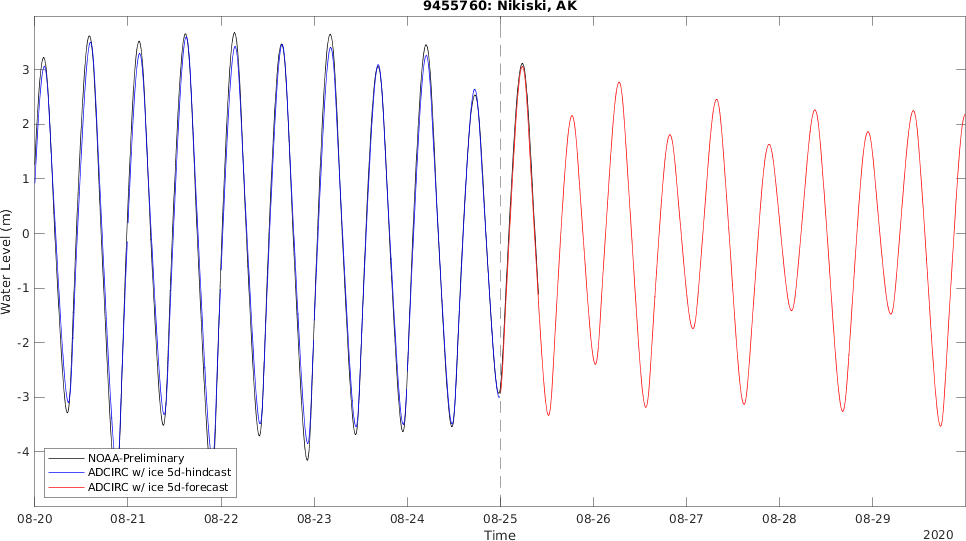 9455760: Nikiski, AK
3
2
1
0
-1
-2
-3
-4
Water Level (m)
NOAA-Preliminary
ADCIRC w/ ice 5d-hindcast
ADCIRC w/ ice 5d-forecast
08-20 08-21 08-22 08-23 08-24 08-25 08-26 08-27 08-28 08-29
Time
2020